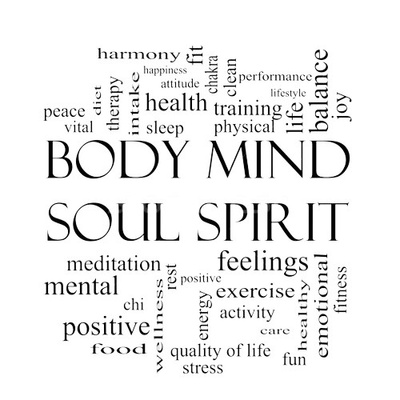 harmony
fit
happiness
chakra
clean
attitude
performance
balance
diet
therapy
intake
health
lifestyle
training
life
joy
peace
vital
sleep
physical
BODY MIND
SOUL SPIRIT
meditation
feelings
mental
rest
positive
exercise
emotional
fitness
chi
energy
activity
healthy
positive
wellness
care
food
quality of life
fun
stress